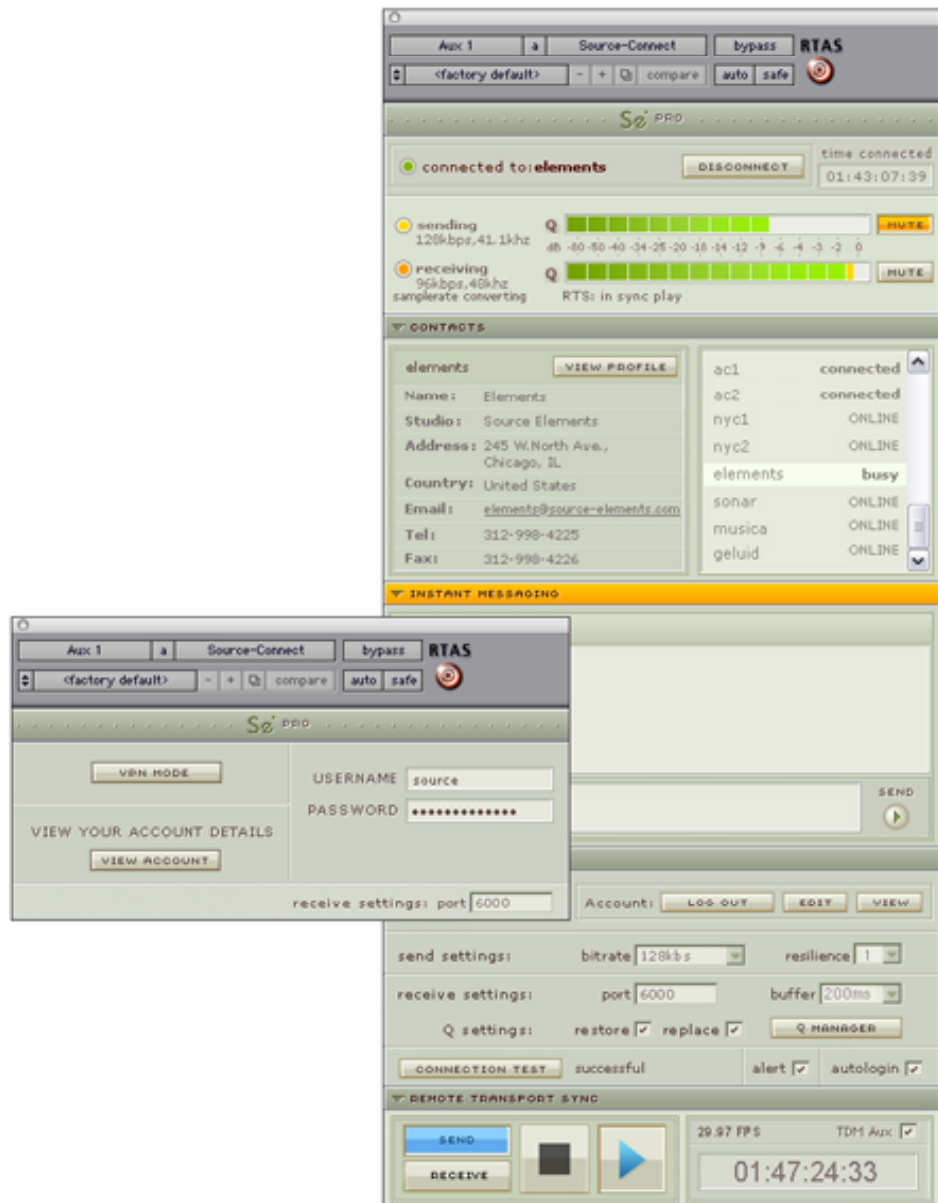 Aux 1 a Source-Connect bypass RTAS
<factory default> - + compare auto safe
Sø PRO
connected to:elements DISCONNECT
time connected
01:43:07:39
sending Q MUTE
128kbps,41.1khz dB -80 -50 -40 -34 -25 -20 -18 -14 -12 -9 -6 -4 -3 -2 0
receiving Q MUTE
96kbps,48khz
samplerate converting RTS: in sync play
CONTACTS
elements VIEW PROFILE
Name: Elements
Studio: Source Elements
Address: 245 W.North Ave.,
Chicago, IL
Country: United States
Email: elements@source-elements.com
Tel: 312-998-4225
Fax: 312-998-4226
ac1 connected
ac2 connected
nyc1 ONLINE
nyc2 ONLINE
elements busy
sonar ONLINE
musica ONLINE
geluid ONLINE
INSTANT MESSAGING
SEND
Aux 1 a Source-Connect bypass RTAS
<factory default> - + compare auto safe
Sø PRO
VPN MODE
USERNAME source
PASSWORD •••••••••••••
VIEW YOUR ACCOUNT DETAILS
VIEW ACCOUNT
receive settings: port 6000
Account: LOG OUT EDIT VIEW
send settings: bitrate 128kbs resilience 1
receive settings: port 6000 buffer 200ms
Q settings: restore replace Q MANAGER
CONNECTION TEST successful alert autologin
REMOTE TRANSPORT SYNC
SEND
RECEIVE
29.97 FPS TDM Aux
01:47:24:33